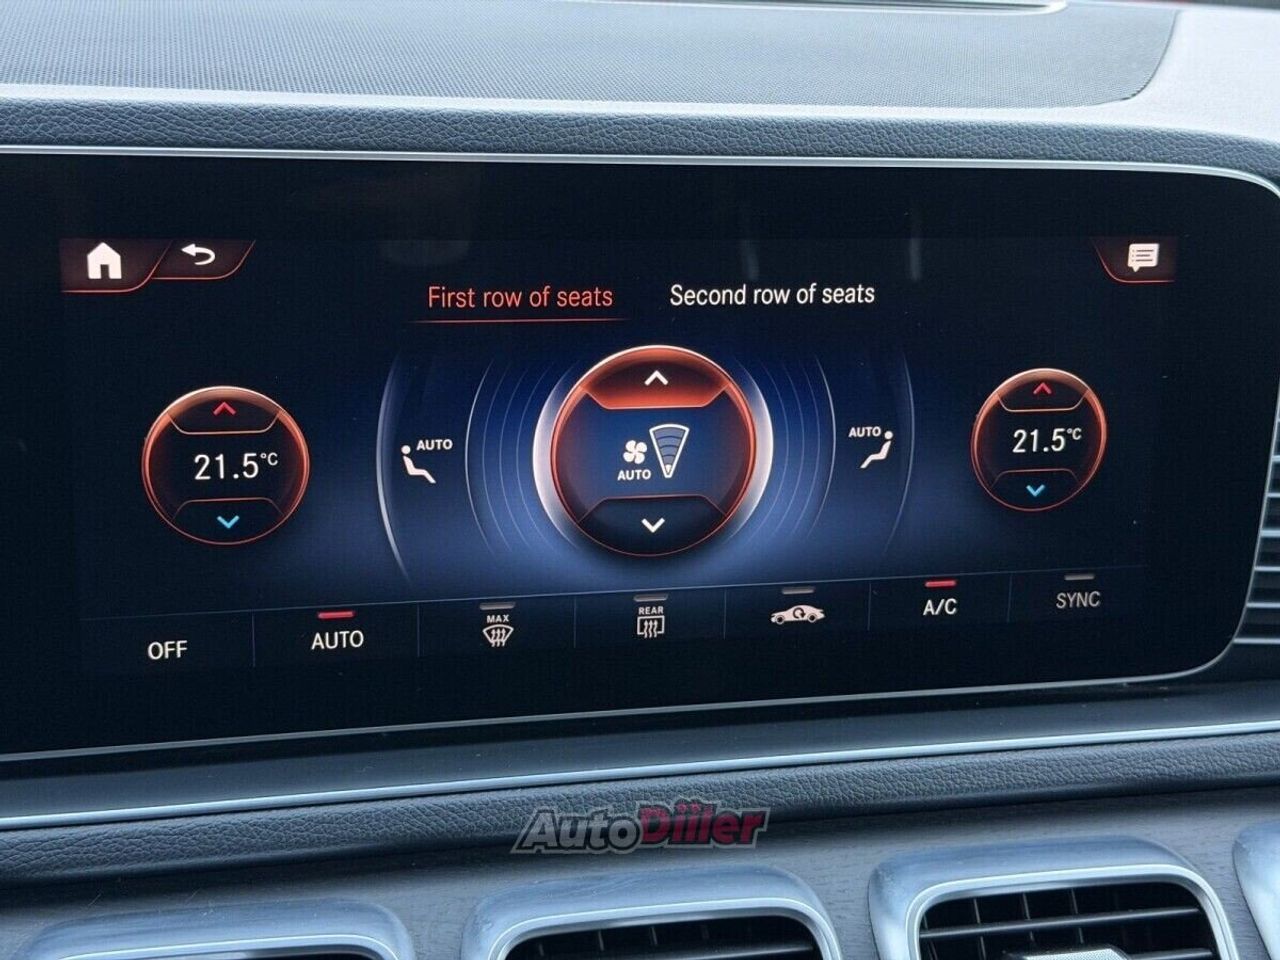 First row of seats Second row of seats
21.5°C AUTO AUTO AUTO 21.5°C
OFF AUTO MAX REAR A/C SYNC
AutoDiiler